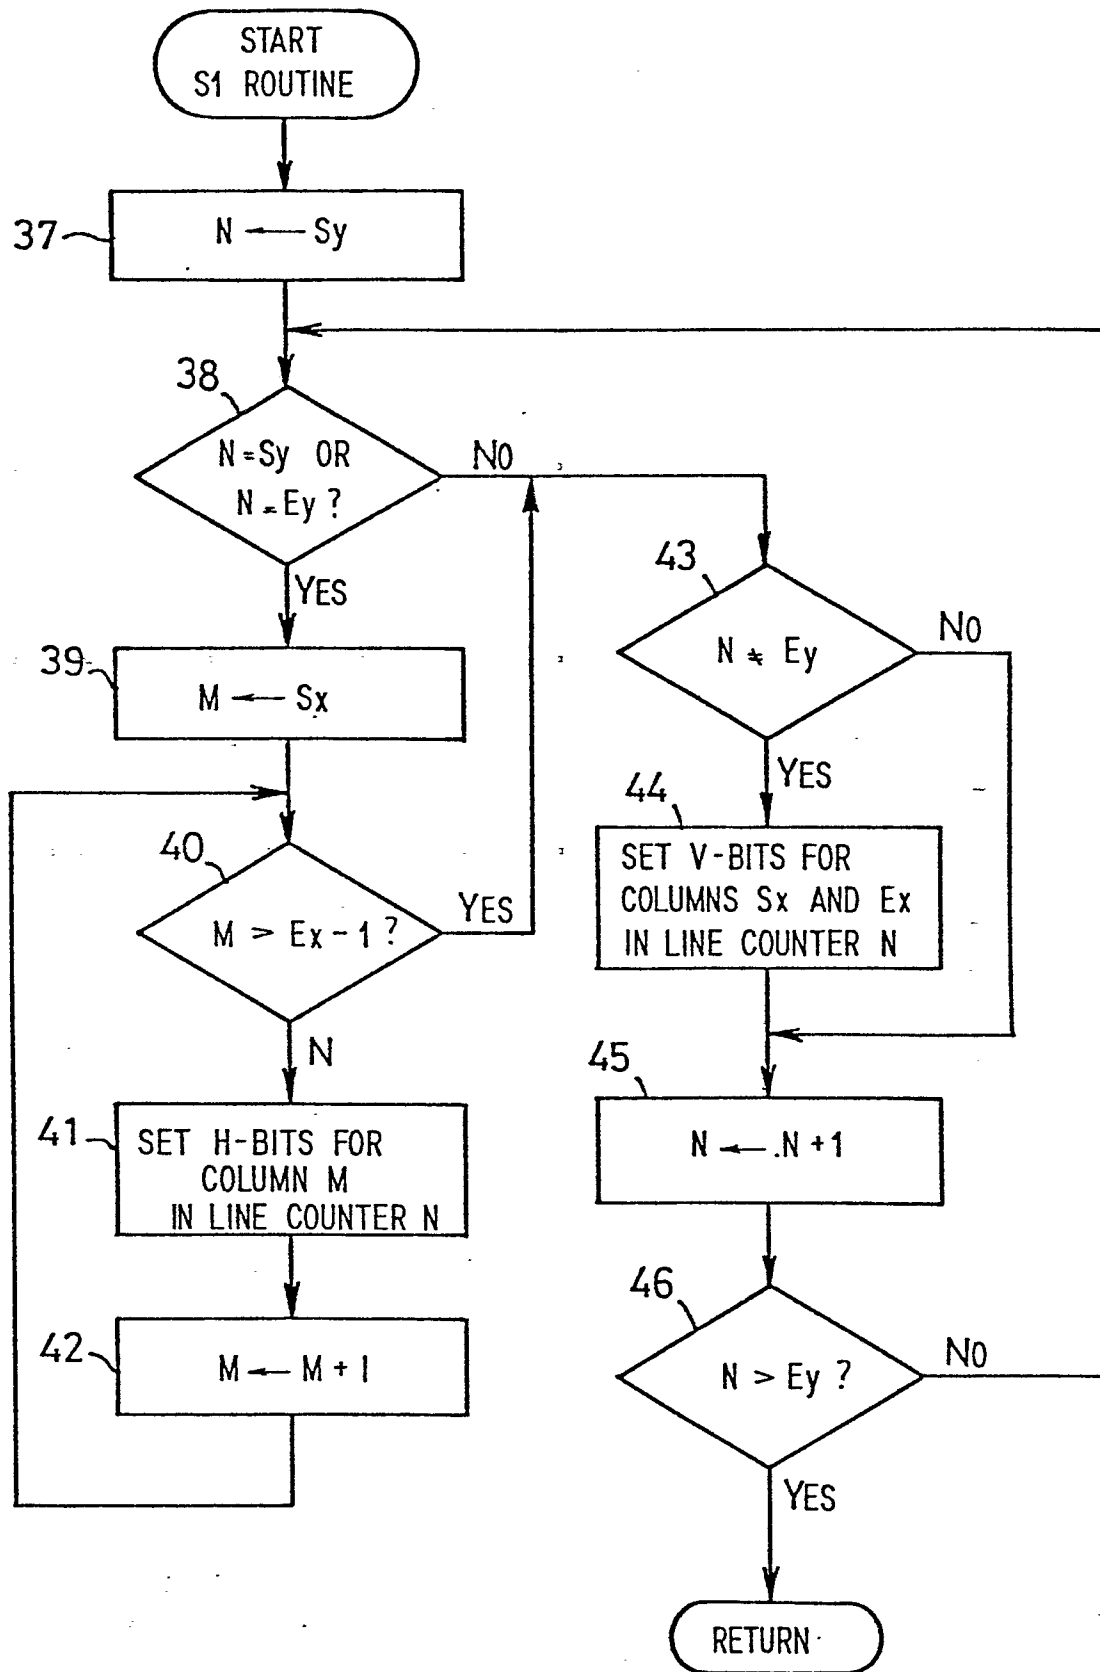 START
S1 ROUTINE
37
N ← Sy
38
N = Sy OR
N = Ey ?
NO
YES
39
M ← Sx
40
M > Ex - 1 ?
YES
N
41
SET H-BITS FOR
COLUMN M
IN LINE COUNTER N
42
M ← M + 1
43
N ≠ Ey
NO
YES
44
SET V-BITS FOR
COLUMNS Sx AND Ex
IN LINE COUNTER N
45
N ← N + 1
46
N > Ey ?
NO
YES
RETURN